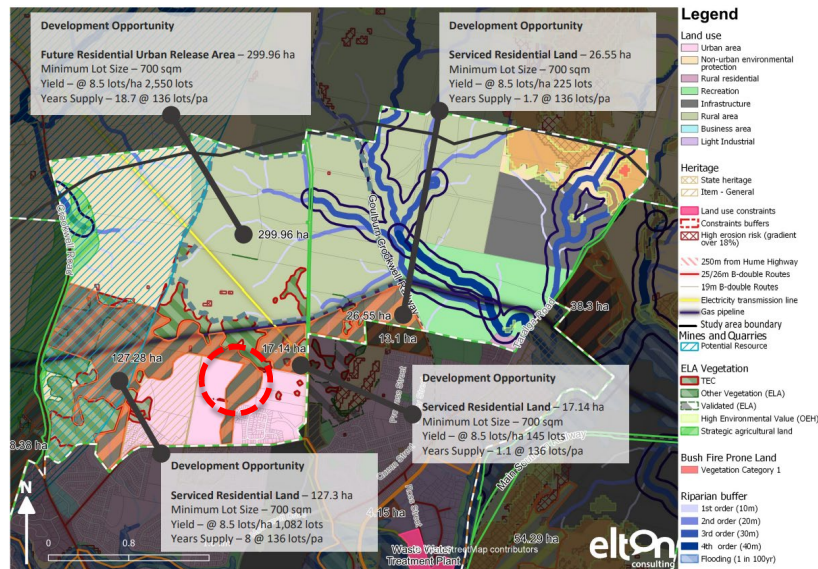 Development Opportunity
Future Residential Urban Release Area – 299.96 ha
Minimum Lot Size – 700 sqm
Yield – @ 8.5 lots/ha 2,550 lots
Years Supply - 18.7 @ 136 lots/pa
Development Opportunity
Serviced Residential Land - 26.55 ha
Minimum Lot Size – 700 sqm
Yield – @ 8.5 lots/ha 225 lots
Years Supply - 1.7 @ 136 lots/pa
Crookwell Road
299.96 ha
Goulburn Crookwell Railway
26.55 ha
13.1 ha
Taralga Road
38.3 ha
127.28 ha
17.14 ha
8.38 ha
Development Opportunity
Serviced Residential Land – 17.14 ha
Minimum Lot Size – 700 sqm
Yield – @ 8.5 lots/ha 145 lots
Years Supply - 1.1 @ 136 lots/pa
Development Opportunity
Serviced Residential Land – 127.3 ha
Minimum Lot Size – 700 sqm
Yield – @ 8.5 lots/ha 1,082 lots
Years Supply - 8 @ 136 lots/pa
N
0 0.8
4.15 ha
54.29 ha
Waste Water
Treatment Plant
StreetMap contributors
elton
consulting
Legend
Land use
Urban area
Non-urban environmental
protection
Rural residential
Recreation
Infrastructure
Rural area
Business area
Light Industrial
Heritage
State heritage
Item - General
Land use constraints
Constraints buffers
High erosion risk (gradient
over 18%)
250m from Hume Highway
25/26m B-double Routes
19m B-double Routes
Electricity transmission line
Gas pipeline
Study area boundary
Mines and Quarries
Potential Resource
ELA Vegetation
TEC
Other Vegetation (ELA)
Validated (ELA)
High Environmental Value (OEH)
Strategic agricultural land
Bush Fire Prone Land
Vegetation Category 1
Riparian buffer
1st order (10m)
2nd order (20m)
3rd order (30m)
4th order (40m)
Flooding (1 in 100yr)